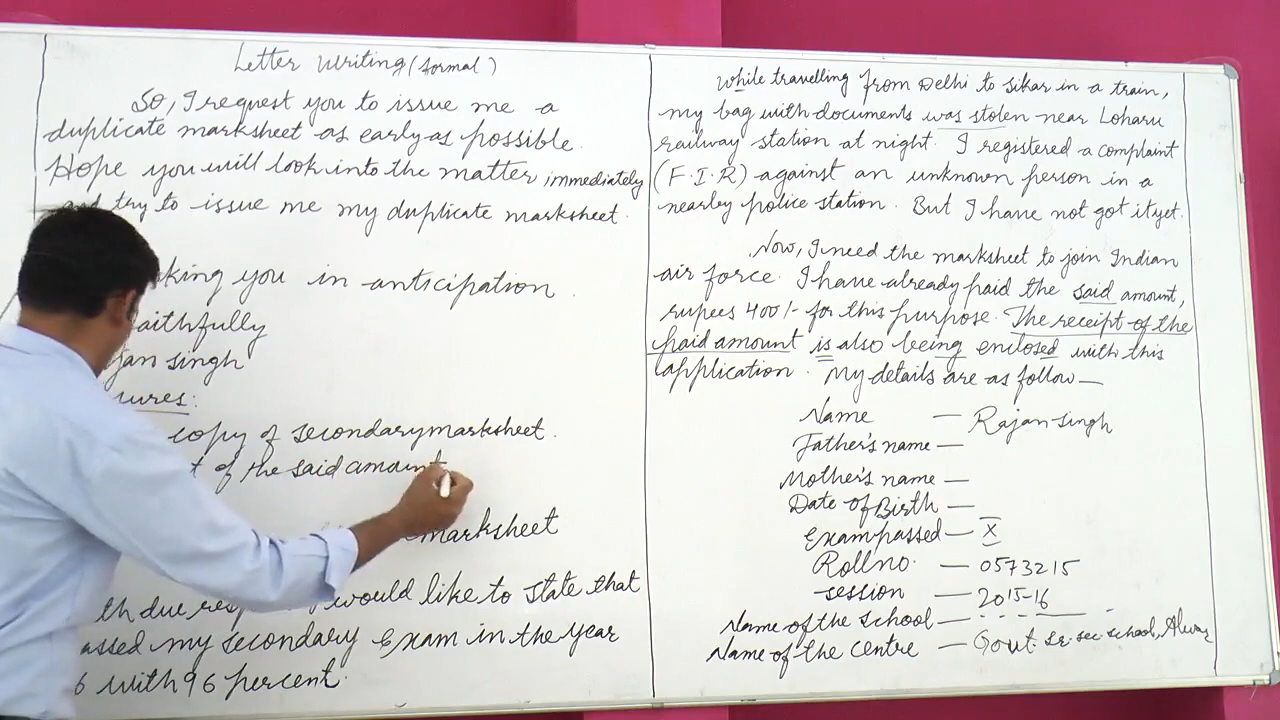 Letter Writing (formal)
So, I request you to issue me a
duplicate marksheet as early as possible.
Hope you will look into the matter immediately
and try to issue me my duplicate marksheet.
king you in anticipation.
aithfully
jan singh
ures:
copy of secondary marksheet.
t of the said amount
marksheet
th due resp I would like to state that
assed my secondary Exam in the year
6 with 96 percent.
While travelling from Delhi to Sikar in a train,
my bag with documents was stolen near Loharu
railway station at night. I registered a complaint
(F.I.R) against an unknown person in a
nearley police station. But I have not got it yet.
Now, I need the marksheet to join Indian
air force. I have already paid the said amount,
rupees 400/- for this purpose. The receipt of the
paid amount is also being enclosed with this
application. My details are as follow—
Name — Rajan singh
Father's name —
Mother's name —
Date of Birth —
Exam passed — X
Roll no. — 0573215
session — 2015-16
Name of the school —
Name of the centre — Govt. Sr. sec school, Alwar